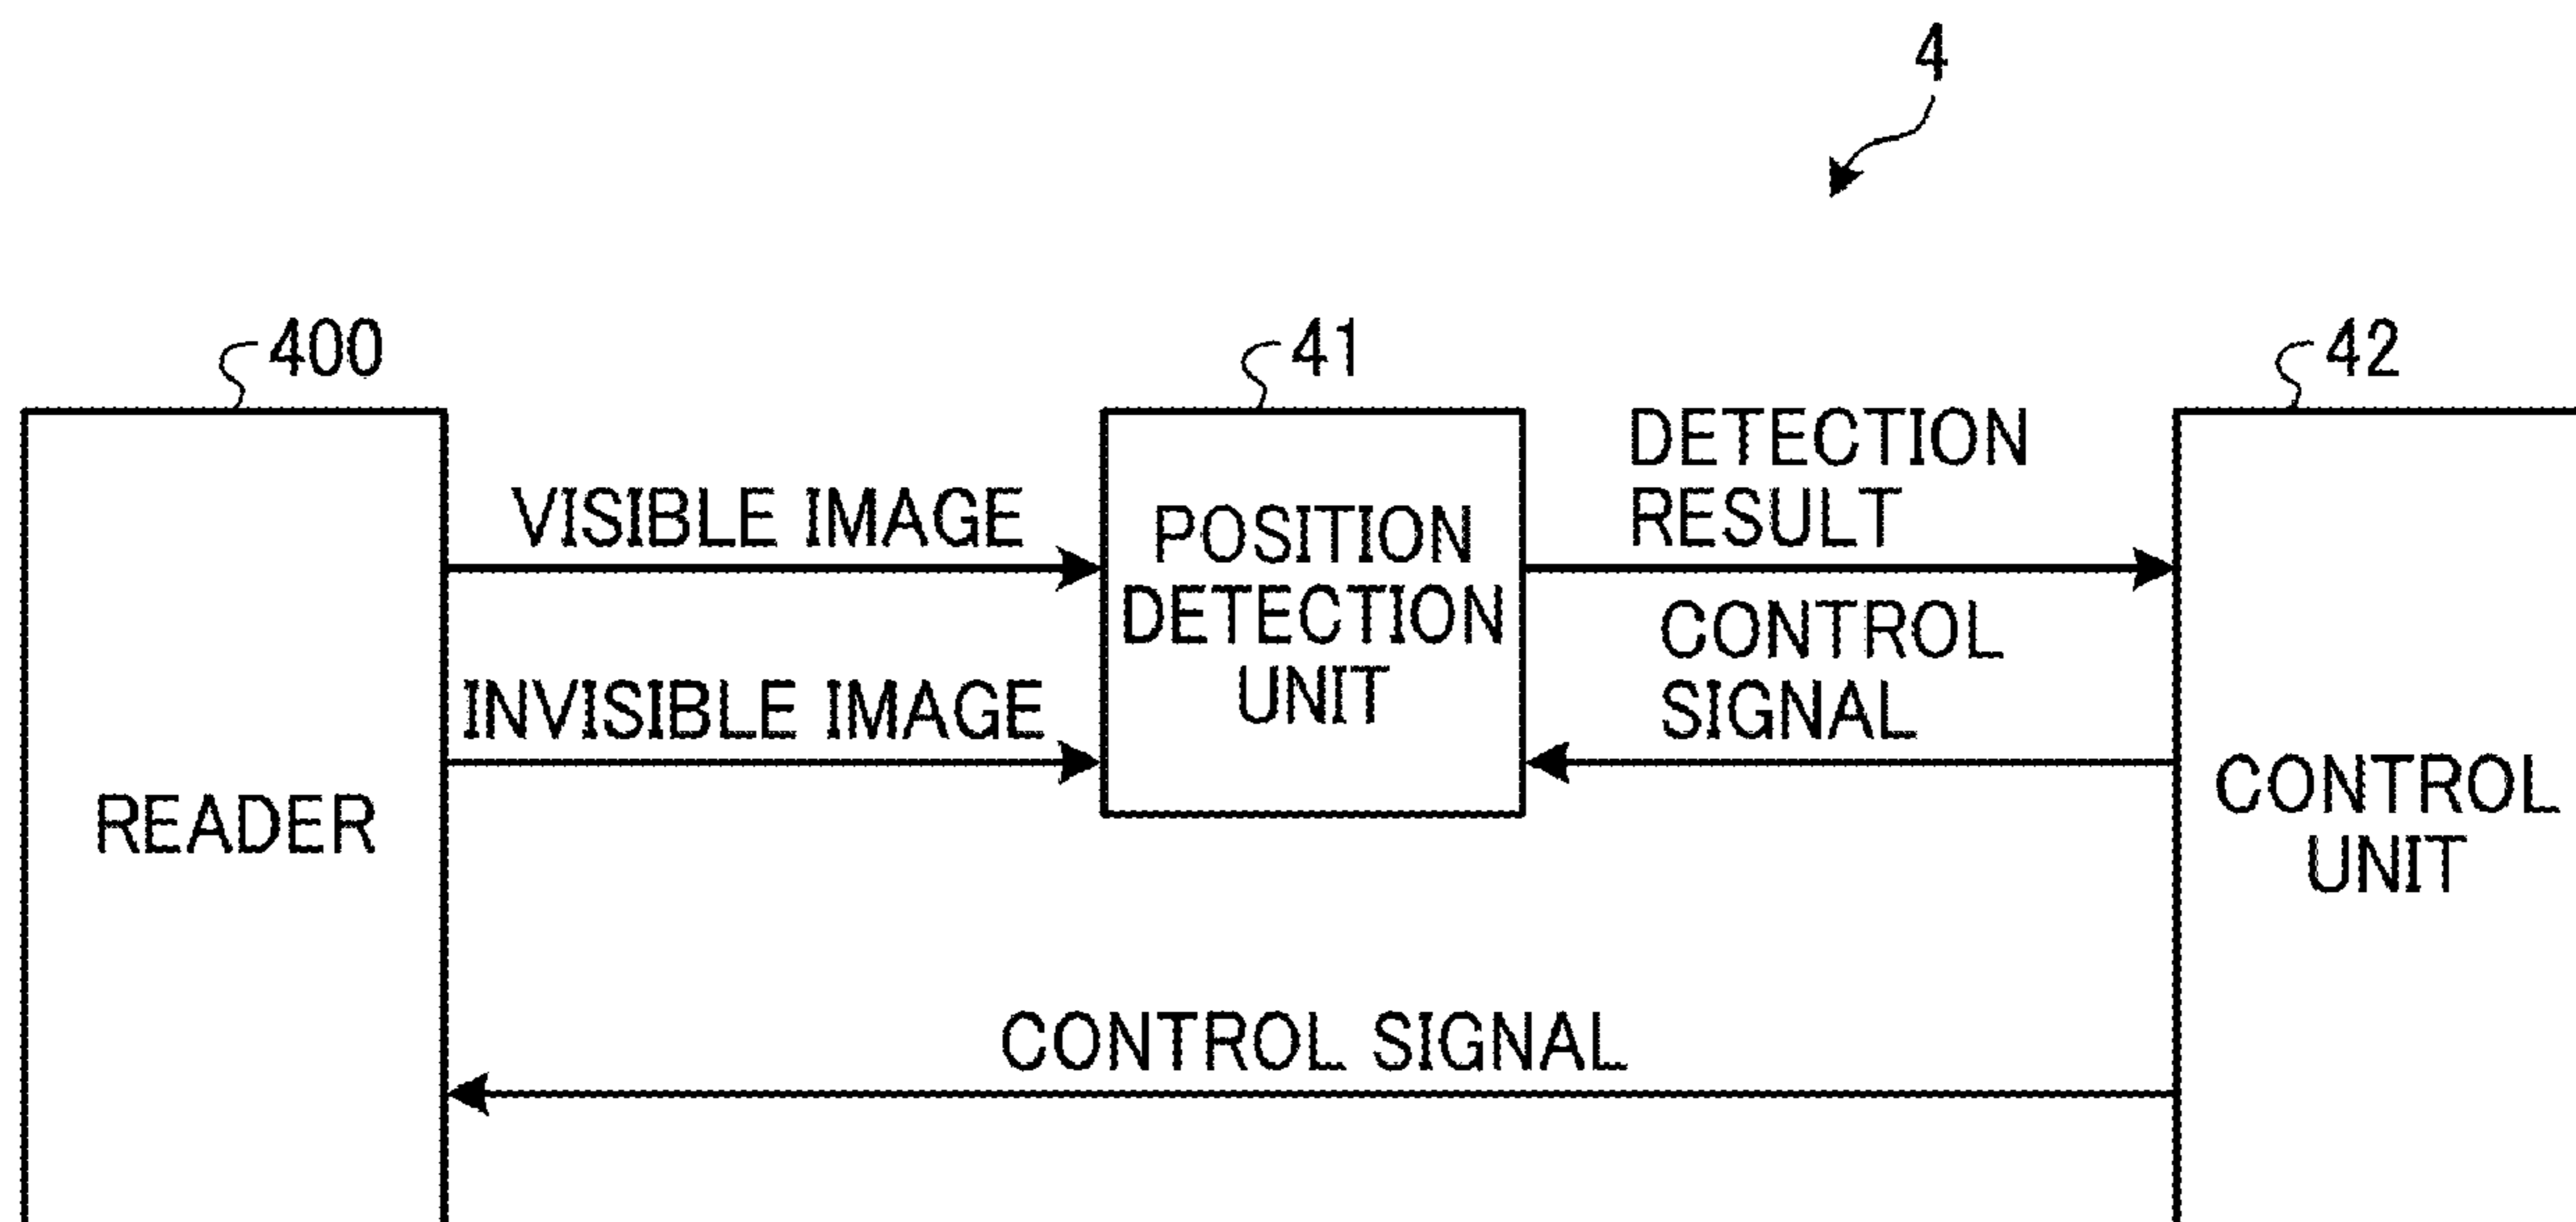 4
400
41
42
VISIBLE IMAGE
INVISIBLE IMAGE
READER
POSITION
DETECTION
UNIT
DETECTION
RESULT
CONTROL
SIGNAL
CONTROL
UNIT
CONTROL SIGNAL